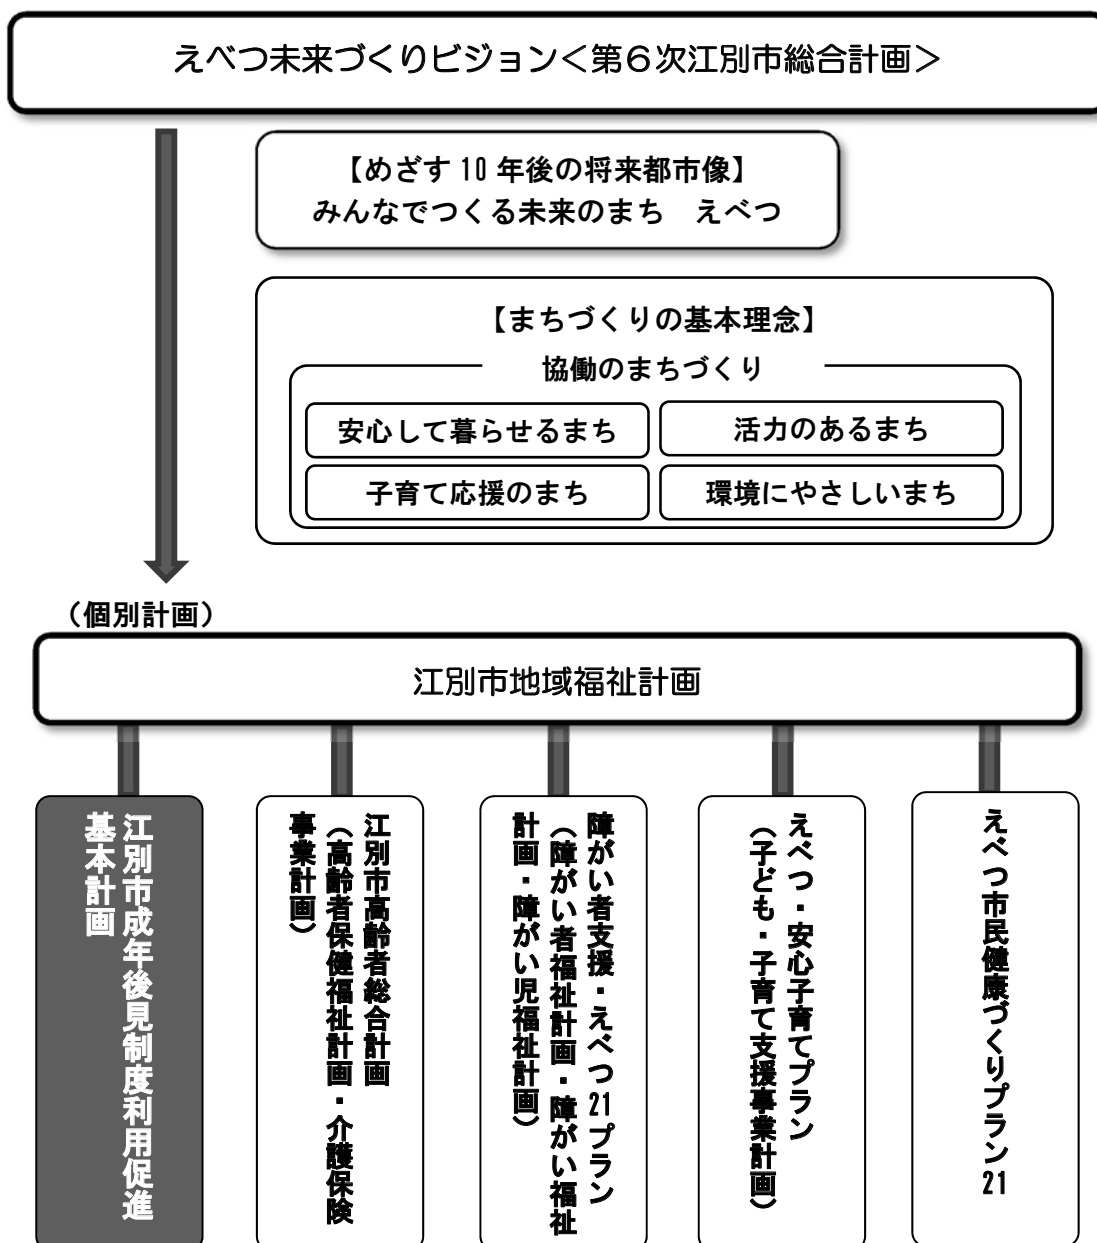 えべつ未来づくりビジョン＜第６次江別市総合計画＞
【めざす 10 年後の将来都市像】
みんなでつくる未来のまち　えべつ
【まちづくりの基本理念】
協働のまちづくり
安心して暮らせるまち
活力のあるまち
子育て応援のまち
環境にやさしいまち
（個別計画）
江別市地域福祉計画
江別市成年後見制度利用促進
基本計画
江別市高齢者総合計画
（高齢者保健福祉計画・介護保険
事業計画）
障がい者支援・えべつ 21 プラン
（障がい者福祉計画・障がい福祉
計画・障がい児福祉計画）
えべつ・安心子育てプラン
（子ども・子育て支援事業計画）
えべつ市民健康づくりプラン 21